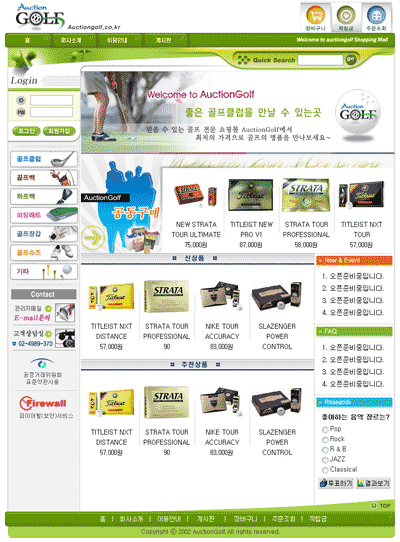 Auction
GOLF
Auctiongolf.co.kr
장바구니 적립금 주문조회
홈 회사소개 이용안내 게시판
Welcome to auctiongolf Shopping Mall
Quick Search GO
Login
ID
PW
로그인 회원가입
Welcome to AuctionGolf
좋은 골프클럽을 만날 수 있는곳
믿을 수 있는 골프 전문 쇼핑몰 AuctionGolf에서
최저의 가격으로 골프의 명품을 만나보세요~
Auction
GOLF
골프클럽
골프백
하프백
퍼팅매트
골프장갑
골프슈즈
기타
AuctionGolf
공동구매
NEW STRATA TOUR ULTIMATE
75,000원
TITLEIST NEW PRO V1
87,000원
STRATA TOUR PROFESSIONAL
58,000원
TITLEIST NXT TOUR
57,000원
신상품
TITLEIST NXT DISTANCE
57,000원
STRATA TOUR PROFESSIONAL 90
NIKE TOUR ACCURACY
83,000원
SLAZENGER POWER CONTROL
추천상품
TITLEIST NXT DISTANCE
57,000원
STRATA TOUR PROFESSIONAL 90
NIKE TOUR ACCURACY
83,000원
SLAZENGER POWER CONTROL
Contact
관리자메일
E-mail문의
고객상담실
02-4989-370
공정거래위원회
표준약관사용
Firewall
파이어월(보안)서비스
New & Event
1. 오픈준비중입니다.
2. 오픈준비중입니다.
3. 오픈준비중입니다.
FAQ
1. 오픈준비중입니다.
2. 오픈준비중입니다.
3. 오픈준비중입니다.
4. 오픈준비중입니다.
Research
좋아하는 음악 장르는?
Pop
Rock
R & B
JAZZ
Classical
투표하기 결과보기
TOP
홈 | 회사소개 | 이용안내 | 게시판 | 장바구니 | 주문조회 | 적립금
Copyright ⓒ 2002 AuctionGolf.All rights reserved.